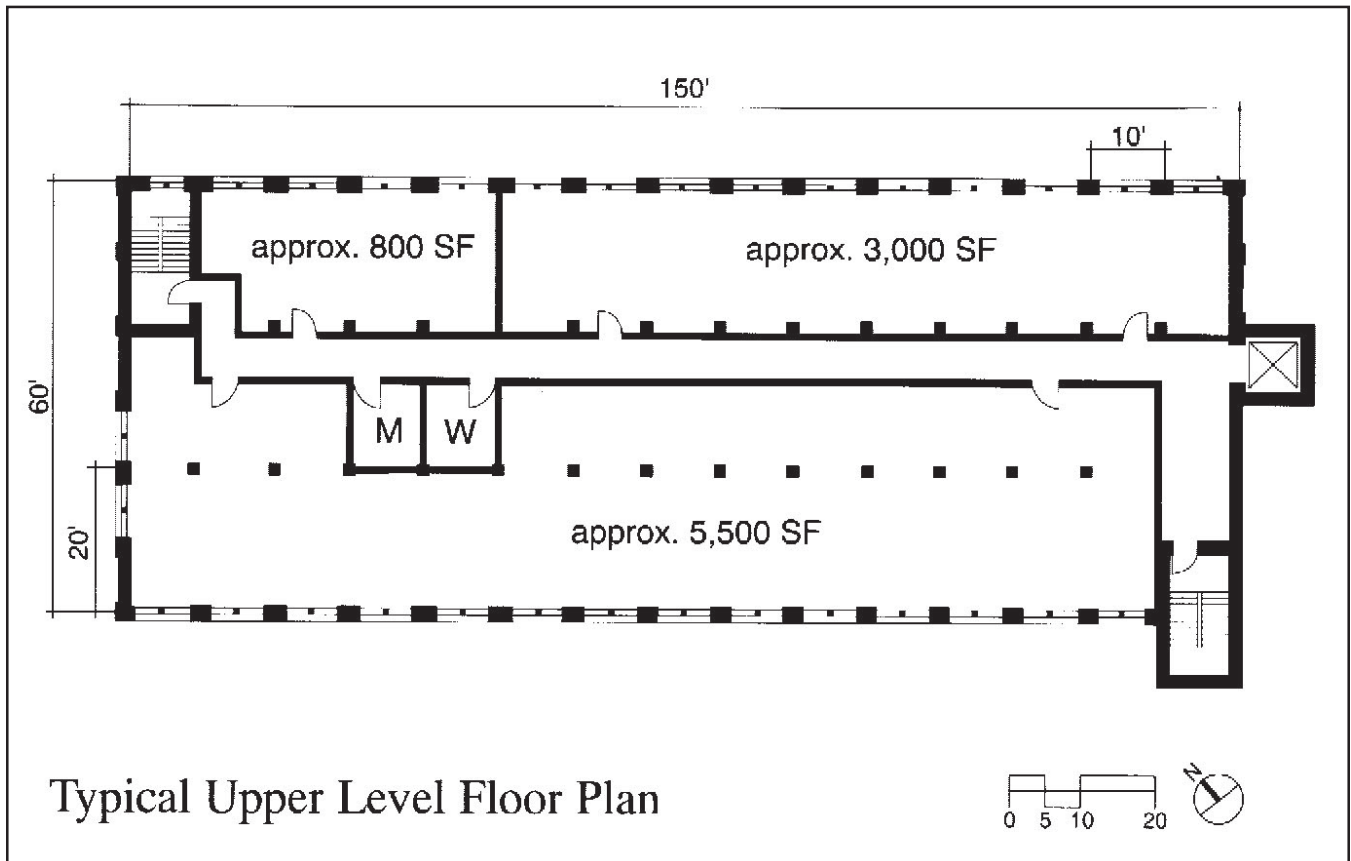 150'
10'
approx. 800 SF
approx. 3,000 SF
60'
M
W
20'
approx. 5,500 SF
Typical Upper Level Floor Plan
0 5 10 20
N